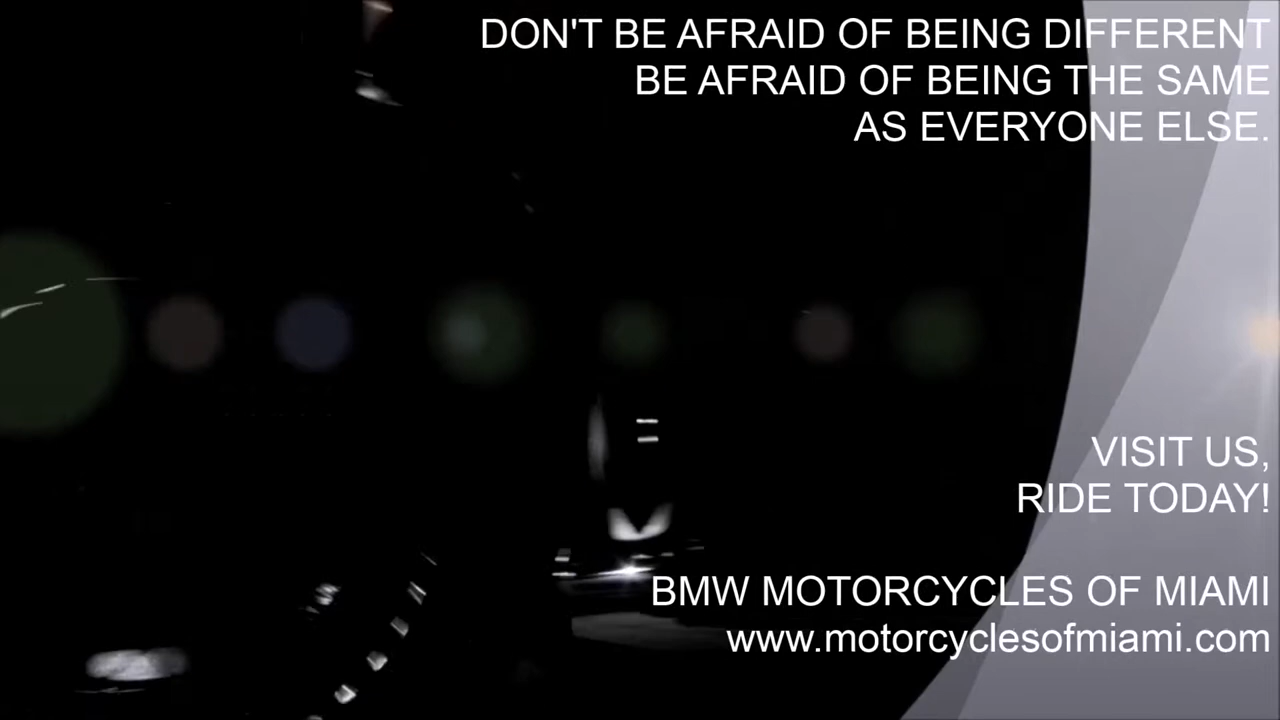 DON'T BE AFRAID OF BEING DIFFERENT
BE AFRAID OF BEING THE SAME
AS EVERYONE ELSE.
VISIT US,
RIDE TODAY!
BMW MOTORCYCLES OF MIAMI
www.motorcyclesofmiami.com